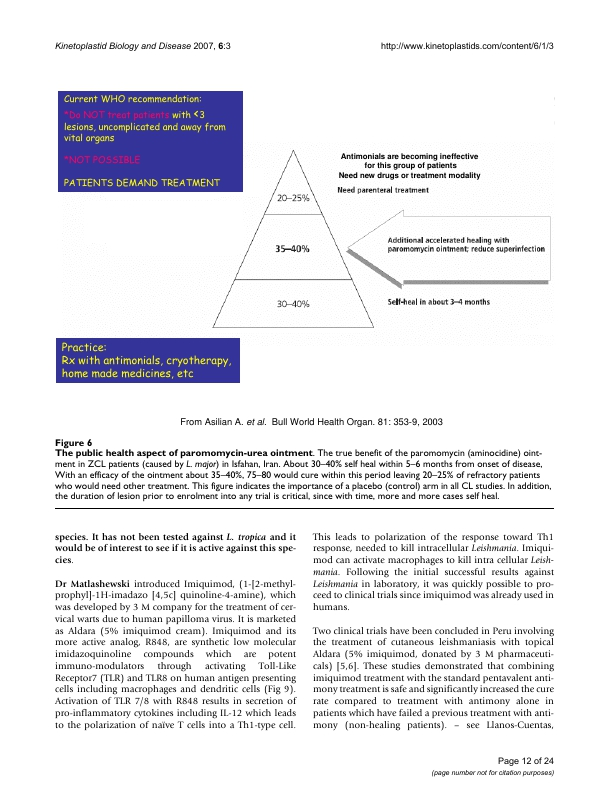 Kinetoplastid Biology and Disease 2007, 6:3
http://www.kinetoplastids.com/content/6/1/3
Current WHO recommendation:
*Do NOT treat patients with <3
lesions, uncomplicated and away from
vital organs
*NOT POSSIBLE
PATIENTS DEMAND TREATMENT
Antimonials are becoming ineffective
for this group of patients
Need new drugs or treatment modality
Need parenteral treatment
20–25%
35–40%
Additional accelerated healing with
paromomycin ointment; reduce superinfection
30–40%
Self-heal in about 3–4 months
Practice:
Rx with antimonials, cryotherapy,
home made medicines, etc
From Asilian A. et al. Bull World Health Organ. 81: 353-9, 2003
Figure 6
The public health aspect of paromomycin-urea ointment. The true benefit of the paromomycin (aminocidine) oint-
ment in ZCL patients (caused by L. major) in Isfahan, Iran. About 30–40% self heal within 5–6 months from onset of disease,
With an efficacy of the ointment about 35–40%, 75–80 would cure within this period leaving 20–25% of refractory patients
who would need other treatment. This figure indicates the importance of a placebo (control) arm in all CL studies. In addition,
the duration of lesion prior to enrolment into any trial is critical, since with time, more and more cases self heal.
species. It has not been tested against L. tropica and it
would be of interest to see if it is active against this spe-
cies.
Dr Matlashewski introduced Imiquimod, (1-[2-methyl-
prophyl]-1H-imadazo [4,5c] quinoline-4-amine), which
was developed by 3 M company for the treatment of cer-
vical warts due to human papilloma virus. It is marketed
as Aldara (5% imiquimod cream). Imiquimod and its
more active analog, R848, are synthetic low molecular
imidazoquinoline compounds which are potent
immuno-modulators through activating Toll-Like
Receptor7 (TLR) and TLR8 on human antigen presenting
cells including macrophages and dendritic cells (Fig 9).
Activation of TLR 7/8 with R848 results in secretion of
pro-inflammatory cytokines including IL-12 which leads
to the polarization of naïve T cells into a Th1-type cell.
This leads to polarization of the response toward Th1
response, needed to kill intracellular Leishmania. Imiqui-
mod can activate macrophages to kill intra cellular Leish-
mania. Following the initial successful results against
Leishmania in laboratory, it was quickly possible to pro-
ceed to clinical trials since imiquimod was already used in
humans.
Two clinical trials have been concluded in Peru involving
the treatment of cutaneous leishmaniasis with topical
Aldara (5% imiquimod, donated by 3 M pharmaceuti-
cals) [5,6]. These studies demonstrated that combining
imiquimod treatment with the standard pentavalent anti-
mony treatment is safe and significantly increased the cure
rate compared to treatment with antimony alone in
patients which have failed a previous treatment with anti-
mony (non-healing patients). – see Llanos-Cuentas,
Page 12 of 24
(page number not for citation purposes)